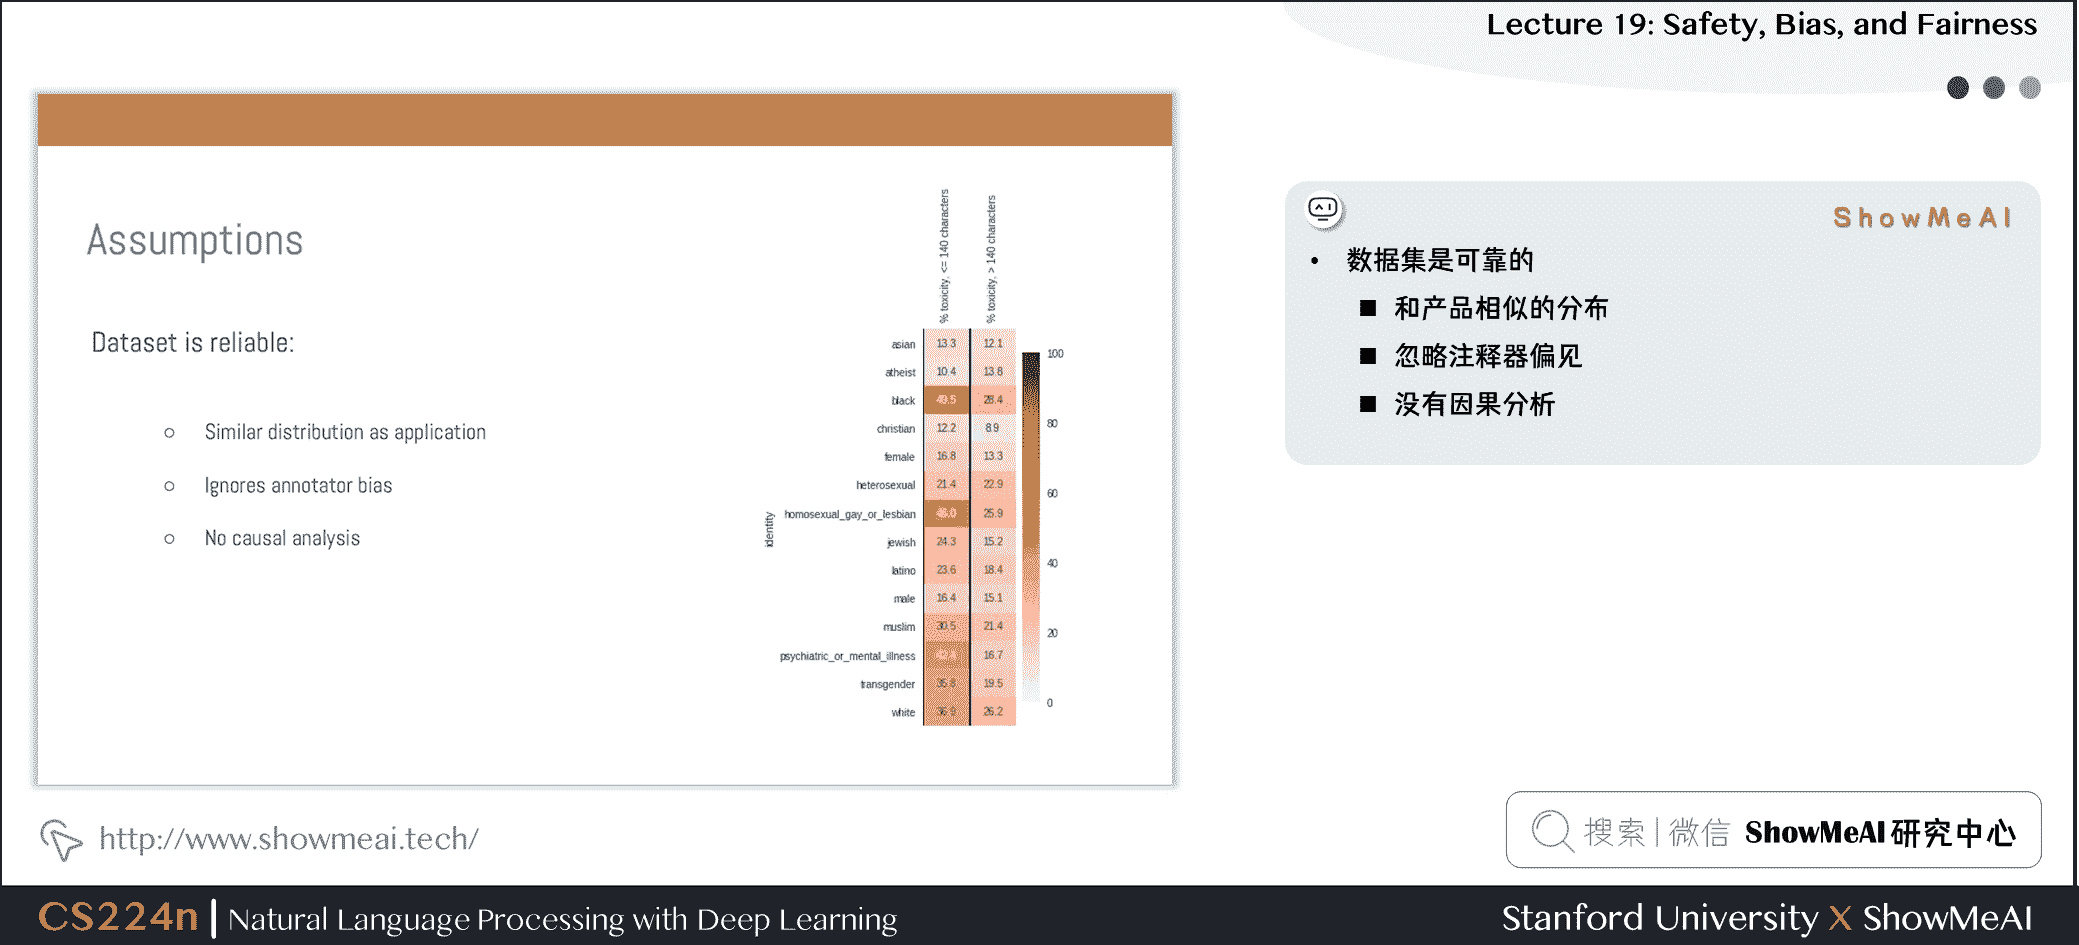 Lecture 19: Safety, Bias, and Fairness
Assumptions
Dataset is reliable:
Similar distribution as application
Ignores annotator bias
No causal analysis
% toxicity, <= 140 characters
% toxicity, > 140 characters
identity
asian 13.3 12.1
atheist 10.4 13.8
black 28.4
christian 12.2 8.9
female 16.8 13.3
heterosexual 21.4 22.9
homosexual_gay_or_lesbian 25.9
jewish 24.3 15.2
latino 23.6 18.4
male 16.4 15.1
muslim 30.5 21.4
psychiatric_or_mental_illness 16.7
transgender 35.8 19.5
white 36.9 26.2
100
80
60
40
20
0
ShowMeAI
• 数据集是可靠的
■ 和产品相似的分布
■ 忽略注释器偏见
■ 没有因果分析
http://www.showmeai.tech/
搜索|微信 ShowMeAI研究中心
CS224n | Natural Language Processing with Deep Learning
Stanford University X ShowMeAI